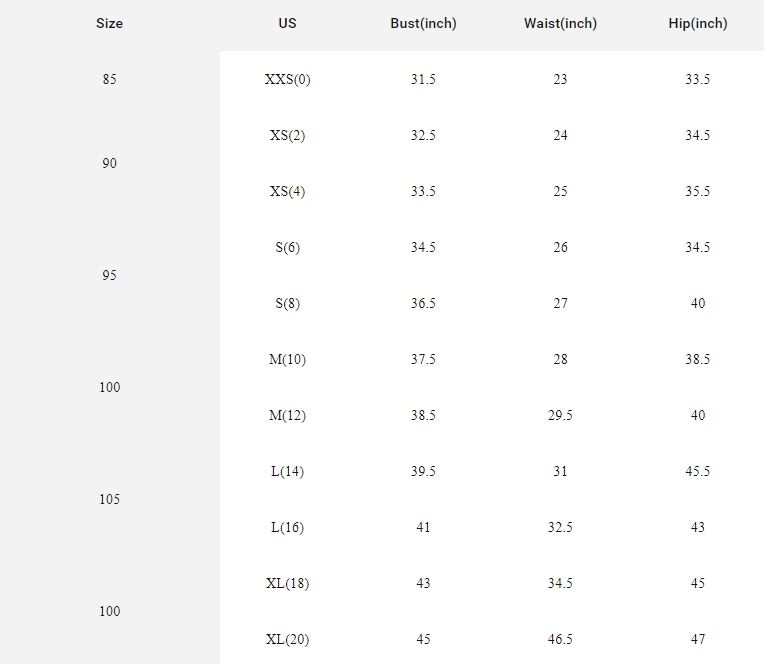 Size US Bust(inch) Waist(inch) Hip(inch)
85 XXS(0) 31.5 23 33.5
90 XS(2) 32.5 24 34.5
XS(4) 33.5 25 35.5
95 S(6) 34.5 26 34.5
S(8) 36.5 27 40
100 M(10) 37.5 28 38.5
M(12) 38.5 29.5 40
105 L(14) 39.5 31 45.5
L(16) 41 32.5 43
100 XL(18) 43 34.5 45
XL(20) 45 46.5 47